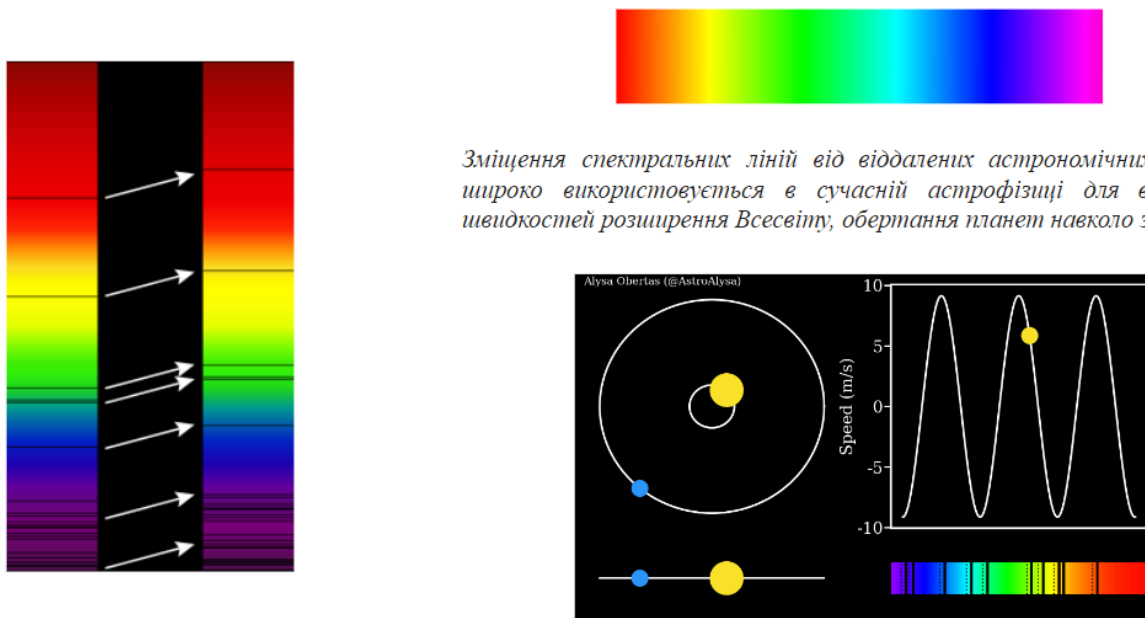 Зміщення спектральних ліній від віддалених астрономічних
широко використовується в сучасній астрофізиці для
швидкостей розширення Всесвіту, обертання планет навколо
Alysa Obertas (@AstroAlysa)
10
5
0
-5
-10
Speed (m/s)